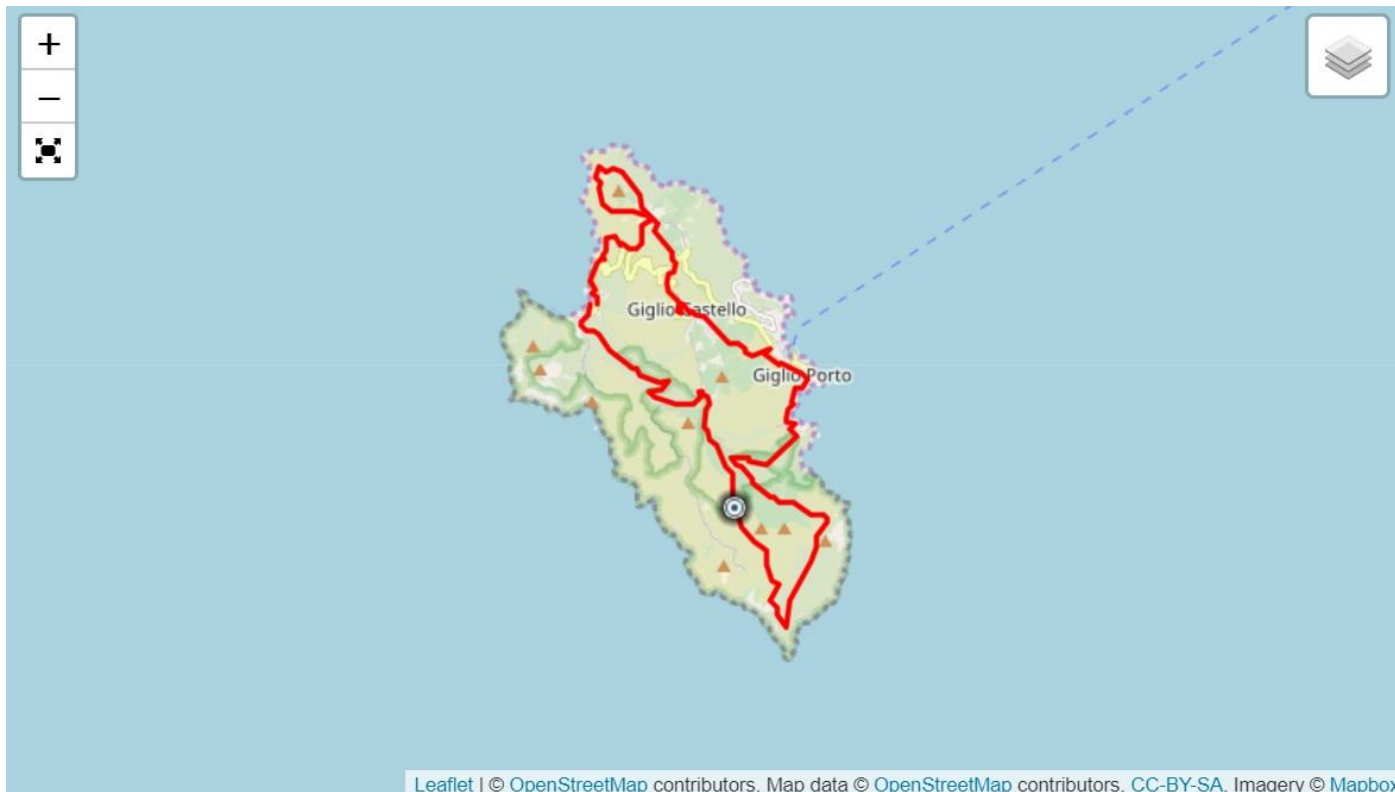 +
−
Giglio Castello
Giglio Porto
Leaflet | © OpenStreetMap contributors, Map data © OpenStreetMap contributors, CC-BY-SA, Imagery © Mapbox